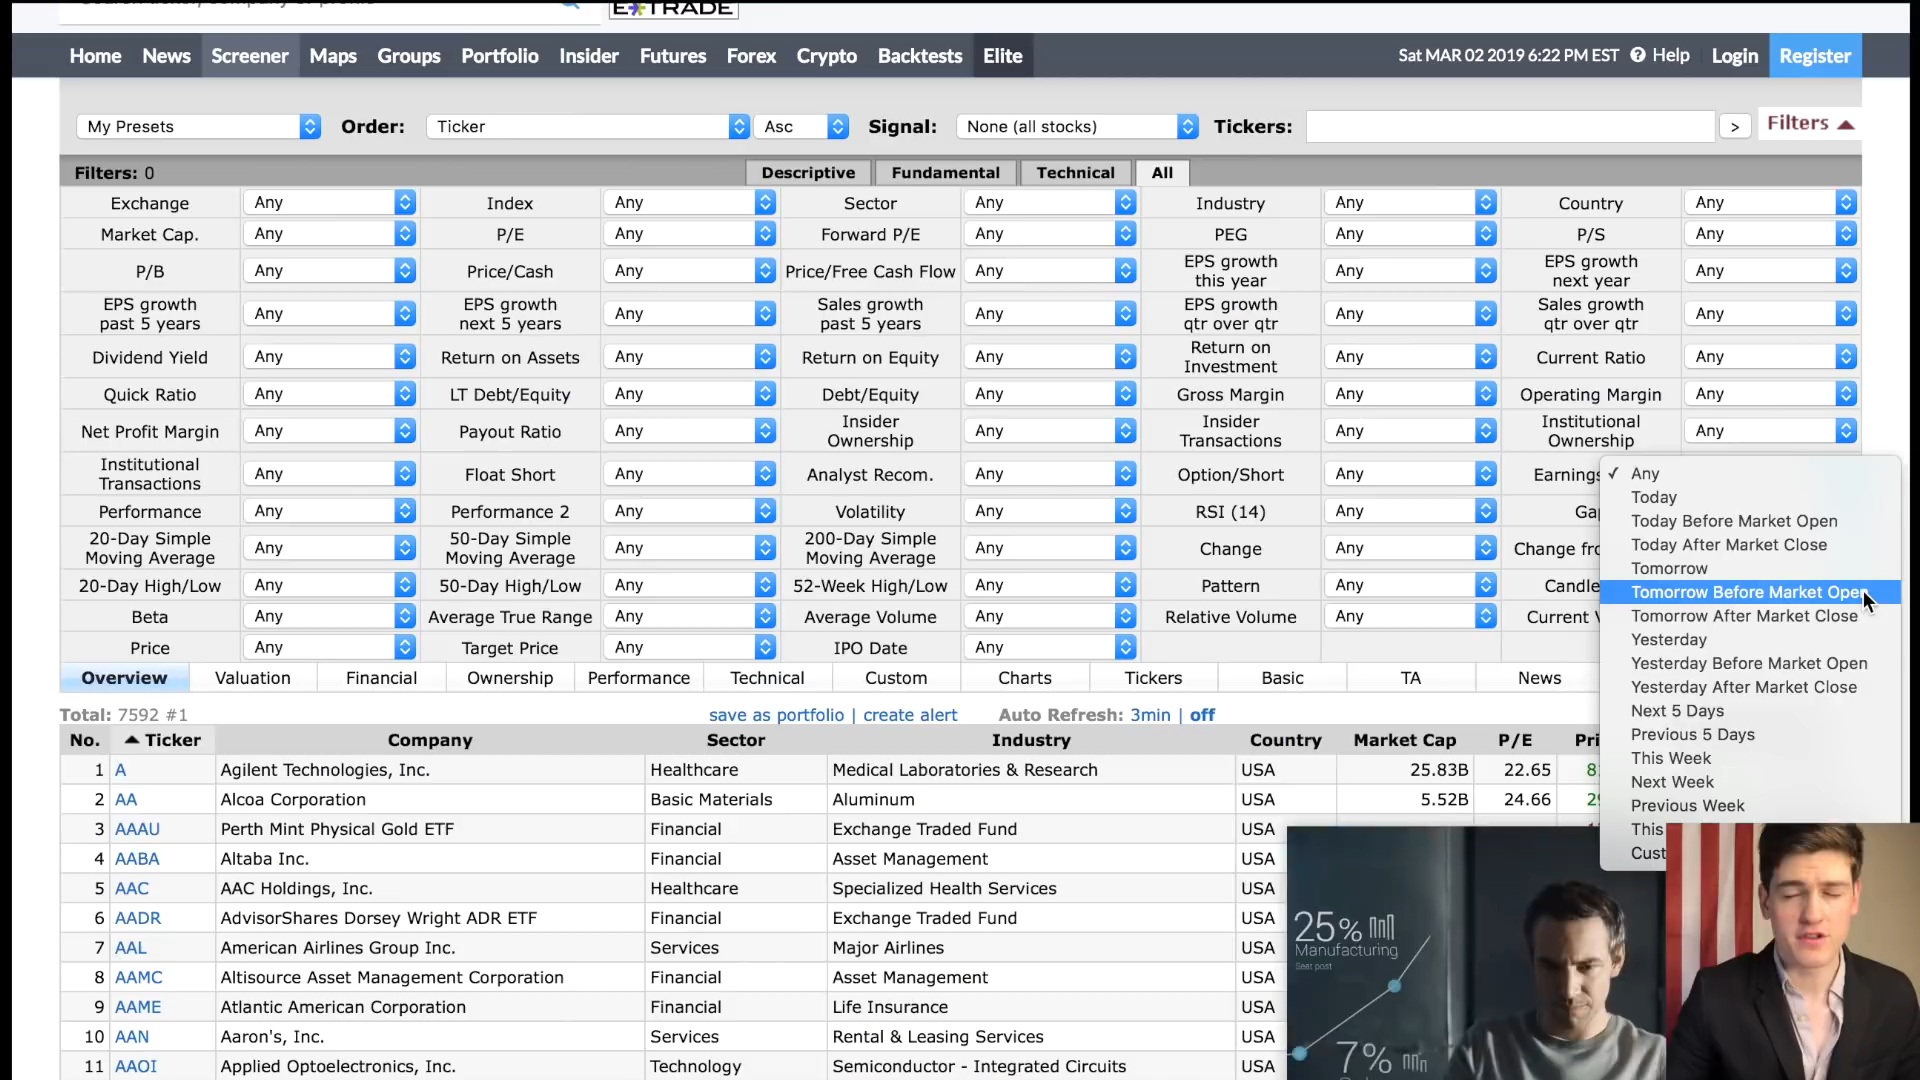 E*TRADE
Home News Screener Maps Groups Portfolio Insider Futures Forex Crypto Backtests Elite Sat MAR 02 2019 6:22 PM EST Help Login Register
My Presets Order: Ticker Asc Signal: None (all stocks) Tickers: > Filters
Filters: 0 Descriptive Fundamental Technical All
Exchange Any Index Any Sector Any Industry Any Country Any
Market Cap. Any P/E Any Forward P/E Any PEG Any P/S Any
P/B Any Price/Cash Any Price/Free Cash Flow Any EPS growth this year Any EPS growth next year Any
EPS growth past 5 years Any EPS growth next 5 years Any Sales growth past 5 years Any EPS growth qtr over qtr Any Sales growth qtr over qtr Any
Dividend Yield Any Return on Assets Any Return on Equity Any Return on Investment Any Current Ratio Any
Quick Ratio Any LT Debt/Equity Any Debt/Equity Any Gross Margin Any Operating Margin Any
Net Profit Margin Any Payout Ratio Any Insider Ownership Any Insider Transactions Any Institutional Ownership Any
Institutional Transactions Any Float Short Any Analyst Recom. Any Option/Short Any Earnings
Performance Any Performance 2 Any Volatility Any RSI (14) Any
20-Day Simple Moving Average Any 50-Day Simple Moving Average Any 200-Day Simple Moving Average Any Change Any Change
20-Day High/Low Any 50-Day High/Low Any 52-Week High/Low Any Pattern Any
Beta Any Average True Range Any Average Volume Any Relative Volume Any Current
Price Any Target Price Any IPO Date Any
✓ Any
Today
Today Before Market Open
Today After Market Close
Tomorrow
Tomorrow Before Market Open
Tomorrow After Market Close
Yesterday
Yesterday Before Market Open
Yesterday After Market Close
Next 5 Days
Previous 5 Days
This Week
Next Week
Previous Week
This
Overview Valuation Financial Ownership Performance Technical Custom Charts Tickers Basic TA News
Total: 7592 #1 save as portfolio | create alert Auto Refresh: 3min | off
No. Ticker Company Sector Industry Country Market Cap P/E
1 A Agilent Technologies, Inc. Healthcare Medical Laboratories & Research USA 25.83B 22.65
2 AA Alcoa Corporation Basic Materials Aluminum USA 5.52B 24.66
3 AAAU Perth Mint Physical Gold ETF Financial Exchange Traded Fund USA
4 AABA Altaba Inc. Financial Asset Management USA
5 AAC AAC Holdings, Inc. Healthcare Specialized Health Services USA
6 AADR AdvisorShares Dorsey Wright ADR ETF Financial Exchange Traded Fund USA
7 AAL American Airlines Group Inc. Services Major Airlines USA
8 AAMC Altisource Asset Management Corporation Financial Asset Management USA
9 AAME Atlantic American Corporation Financial Life Insurance USA
10 AAN Aaron's, Inc. Services Rental & Leasing Services USA
11 AAOI Applied Optoelectronics, Inc. Technology Semiconductor - Integrated Circuits USA
25%
Manufacturing
Seat post
7%